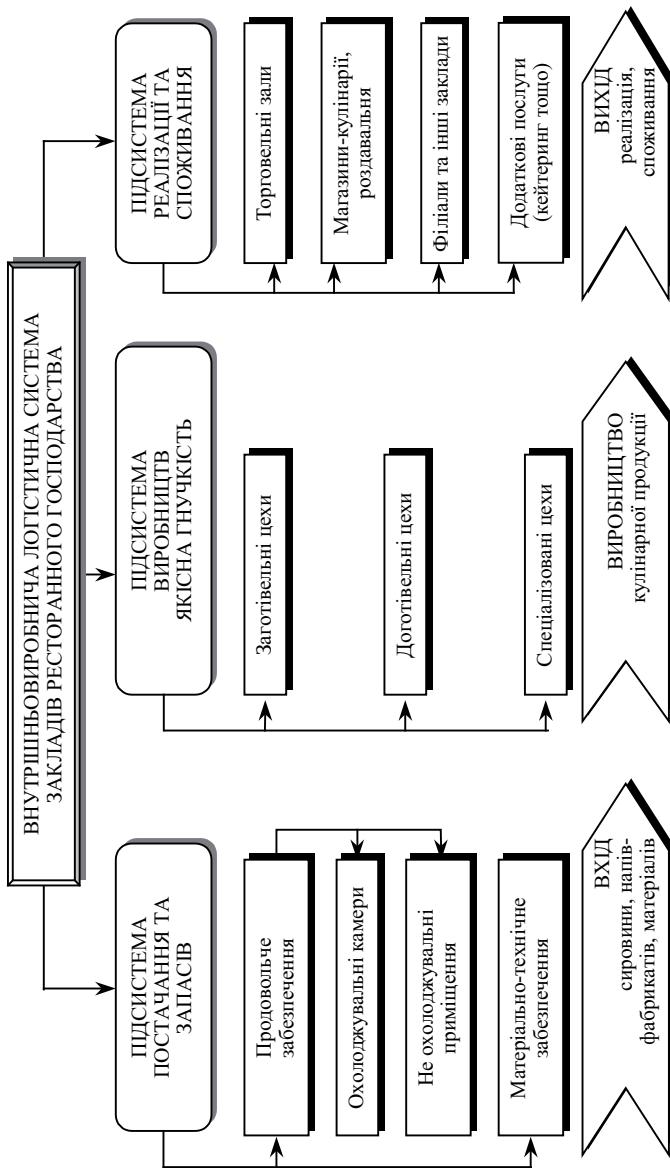 ВНУТРІШНЬОВИРОБНИЧА ЛОГІСТИЧНА СИСТЕМА
ЗАКЛАДІВ РЕСТОРАННОГО ГОСПОДАРСТВА
ПІДСИСТЕМА
ПОСТАЧАННЯ ТА
ЗАПАСІВ
Продовольче
забезпечення
Охолоджувальні камери
Не охолоджувальні
приміщення
Матеріально-технічне
забезпечення
ВХІД
сировини, напів-
фабрикатів, матеріалів
ПІДСИСТЕМА
ВИРОБНИЦТВ
ЯКІСНА ГНУЧКІСТЬ
Заготівельні цехи
Доготівельні цехи
Спеціалізовані цехи
ВИРОБНИЦТВО
кулінарної продукції
ПІДСИСТЕМА
РЕАЛІЗАЦІЇ ТА
СПОЖИВАННЯ
Торговельні зали
Магазини-кулінарії,
роздавальня
Філіали та інші заклади
Додаткові послуги
(кейтеринг тощо)
ВИХІД
реалізація,
споживання